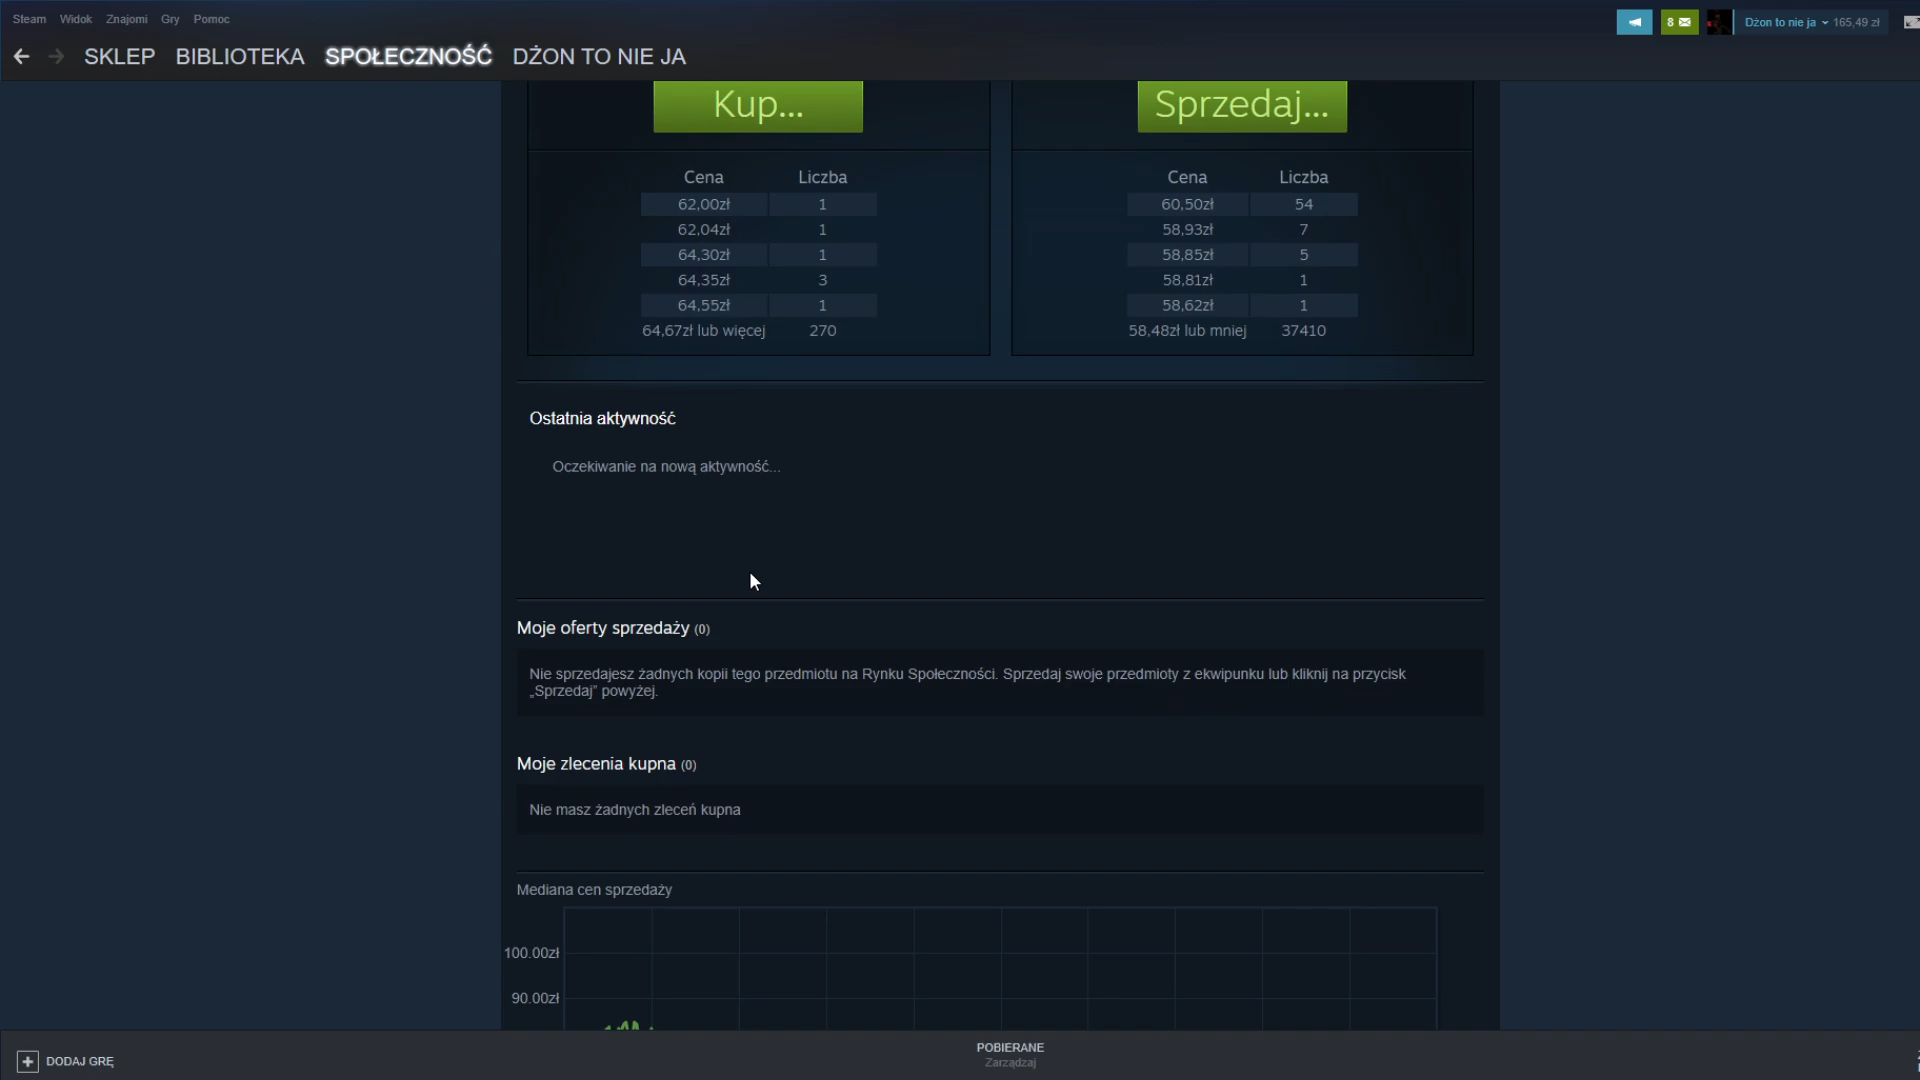 Steam Widok Znajomi Gry Pomoc
8 Dżon to nie ja 165,49 zł
SKLEP BIBLIOTEKA SPOŁECZNOŚĆ DŻON TO NIE JA
Kup... Sprzedaj...
Cena Liczba Cena Liczba
62,00zł 1 60,50zł 54
62,04zł 1 58,93zł 7
64,30zł 1 58,85zł 5
64,35zł 3 58,81zł 1
64,55zł 1 58,62zł 1
64,67zł lub więcej 270 58,48zł lub mniej 37410
Ostatnia aktywność
Oczekiwanie na nową aktywność...
Moje oferty sprzedaży (0)
Nie sprzedajesz żadnych kopii tego przedmiotu na Rynku Społeczności. Sprzedaj swoje przedmioty z ekwipunku lub kliknij na przycisk
„Sprzedaj” powyżej.
Moje zlecenia kupna (0)
Nie masz żadnych zleceń kupna
Mediana cen sprzedaży
100.00zł
90.00zł
POBIERANE
DODAJ GRĘ Zarządzaj